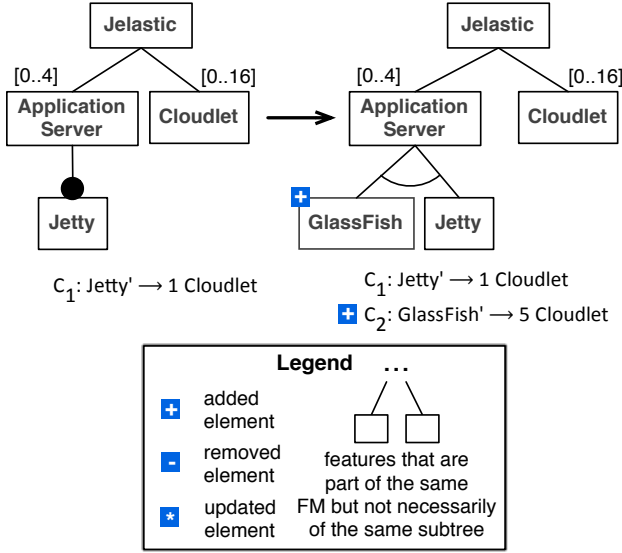 Jelastic
[0..4]
[0..16]
Application
Server
Cloudlet
Jetty
C1: Jetty' → 1 Cloudlet
Jelastic
[0..4]
[0..16]
Application
Server
Cloudlet
+
GlassFish
Jetty
C1: Jetty' → 1 Cloudlet
+ C2: GlassFish' → 5 Cloudlet
Legend ...
+ added
element
- removed
element
* updated
element
features that are
part of the same
FM but not necessarily
of the same subtree